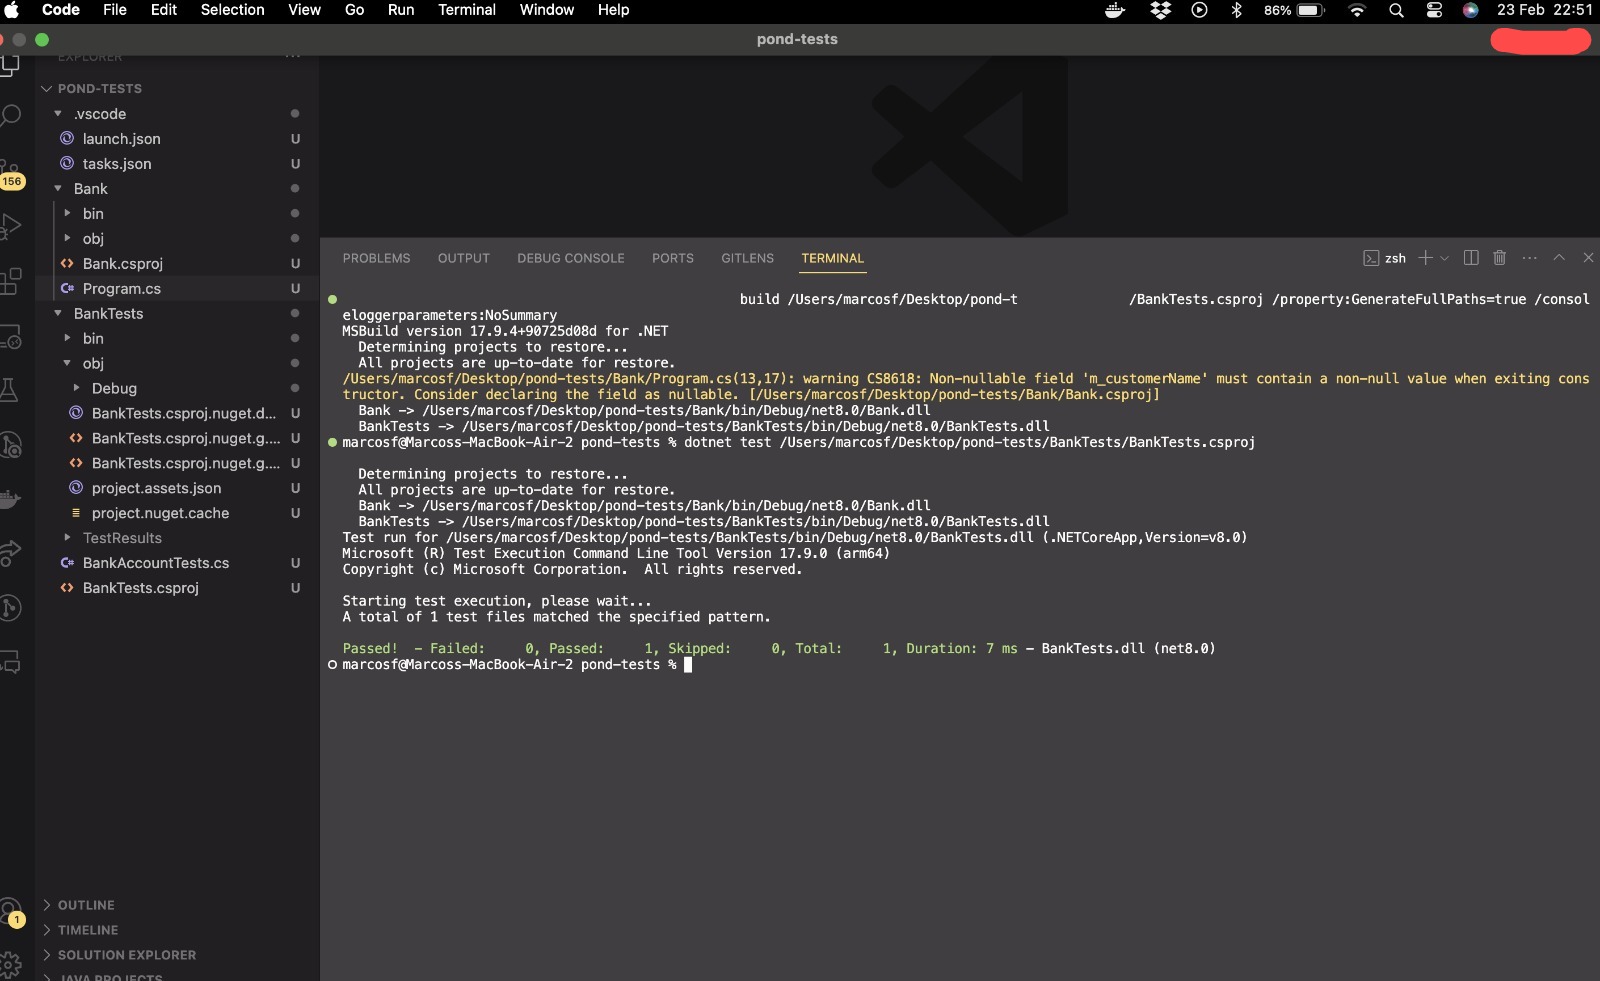 Code File Edit Selection View Go Run Terminal Window Help 86% 23 Feb 22:51
pond-tests
EXPLORER
POND-TESTS
.vscode
launch.json U
tasks.json U
156
Bank
bin
obj
Bank.csproj U
C# Program.cs U
BankTests
bin
obj
Debug
BankTests.csproj.nuget.d... U
BankTests.csproj.nuget.g.... U
BankTests.csproj.nuget.g.... U
project.assets.json U
project.nuget.cache U
TestResults
C# BankAccountTests.cs U
BankTests.csproj U
1
OUTLINE
TIMELINE
SOLUTION EXPLORER
JAVA PROJECTS
PROBLEMS OUTPUT DEBUG CONSOLE PORTS GITLENS TERMINAL zsh
build /Users/marcosf/Desktop/pond-t /BankTests.csproj /property:GenerateFullPaths=true /consol
eloggerparameters:NoSummary
MSBuild version 17.9.4+90725d08d for .NET
Determining projects to restore...
All projects are up-to-date for restore.
/Users/marcosf/Desktop/pond-tests/Bank/Program.cs(13,17): warning CS8618: Non-nullable field 'm_customerName' must contain a non-null value when exiting cons
tructor. Consider declaring the field as nullable. [/Users/marcosf/Desktop/pond-tests/Bank/Bank.csproj]
Bank -> /Users/marcosf/Desktop/pond-tests/Bank/bin/Debug/net8.0/Bank.dll
BankTests -> /Users/marcosf/Desktop/pond-tests/BankTests/bin/Debug/net8.0/BankTests.dll
marcosf@Marcoss-MacBook-Air-2 pond-tests % dotnet test /Users/marcosf/Desktop/pond-tests/BankTests/BankTests.csproj
Determining projects to restore...
All projects are up-to-date for restore.
Bank -> /Users/marcosf/Desktop/pond-tests/Bank/bin/Debug/net8.0/Bank.dll
BankTests -> /Users/marcosf/Desktop/pond-tests/BankTests/bin/Debug/net8.0/BankTests.dll
Test run for /Users/marcosf/Desktop/pond-tests/BankTests/bin/Debug/net8.0/BankTests.dll (.NETCoreApp,Version=v8.0)
Microsoft (R) Test Execution Command Line Tool Version 17.9.0 (arm64)
Copyright (c) Microsoft Corporation. All rights reserved.
Starting test execution, please wait...
A total of 1 test files matched the specified pattern.
Passed! - Failed: 0, Passed: 1, Skipped: 0, Total: 1, Duration: 7 ms - BankTests.dll (net8.0)
marcosf@Marcoss-MacBook-Air-2 pond-tests %